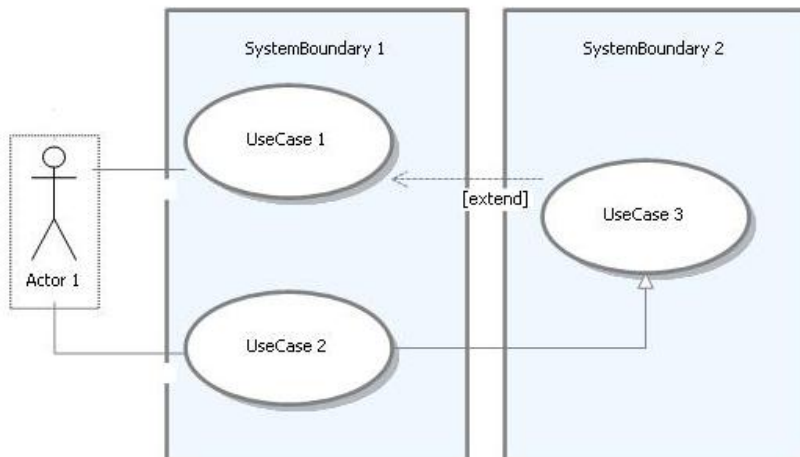 SystemBoundary 1
SystemBoundary 2
UseCase 1
[extend]
UseCase 3
Actor 1
UseCase 2